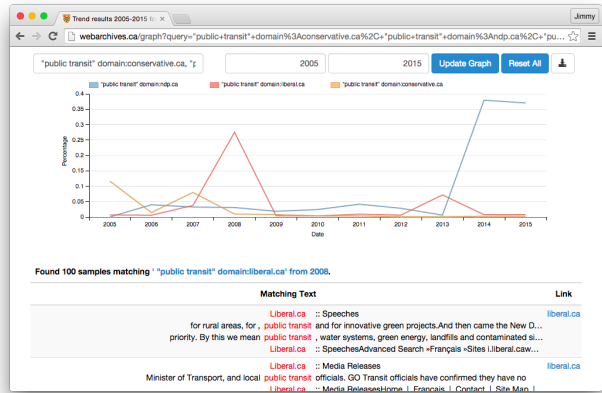 Trend results 2005-2015 fo
Jimmy
webarchives.ca/graph?query="public+transit"+domain%3Aconservative.ca%2C+"public+transit"+domain%3Andp.ca%2C+"pu...
"public transit" domain:conservative.ca, "p
2005
2015
Update Graph
Reset All
"public transit" domain:ndp.ca
"public transit" domain:liberal.ca
"public transit" domain:conservative.ca
0.4
0.35
0.3
0.25
0.2
0.15
0.1
0.05
0
Percentage
2005 2006 2007 2008 2009 2010 2011 2012 2013 2014 2015
Date
Found 100 samples matching ' "public transit" domain:liberal.ca' from 2008.
Matching Text Link
Liberal.ca :: Speeches liberal.ca
for rural areas, for , public transit and for innovative green projects.And then came the New D...
priority. By this we mean public transit , water systems, green energy, landfills and contaminated si...
Liberal.ca :: SpeechesAdvanced Search »Français »Sites i.liberal.caw...
Liberal.ca :: Media Releases liberal.ca
Minister of Transport, and local public transit officials. GO Transit officials have confirmed they have no
Liberal.ca :: Media ReleasesHome | Français | Contact | Site Map |